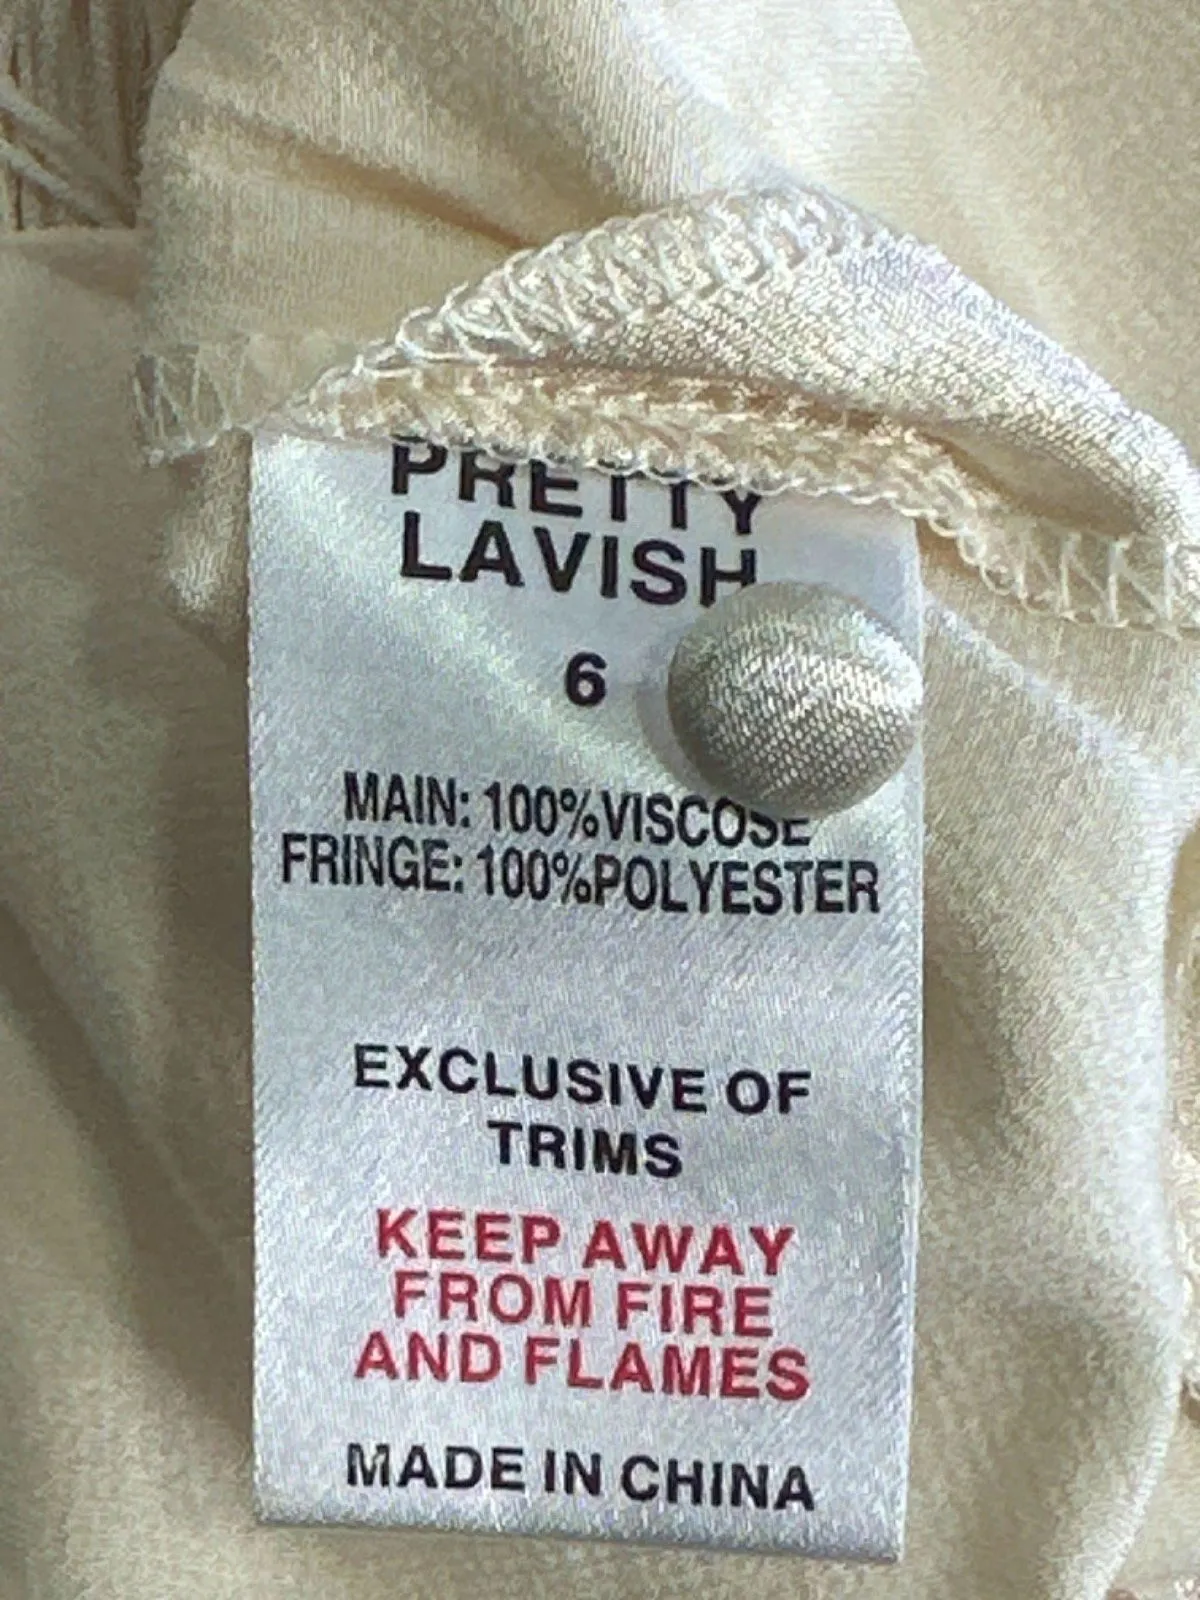 PRETTY
LAVISH
6
MAIN: 100%VISCOSE
FRINGE: 100%POLYESTER
EXCLUSIVE OF
TRIMS
KEEP AWAY
FROM FIRE
AND FLAMES
MADE IN CHINA